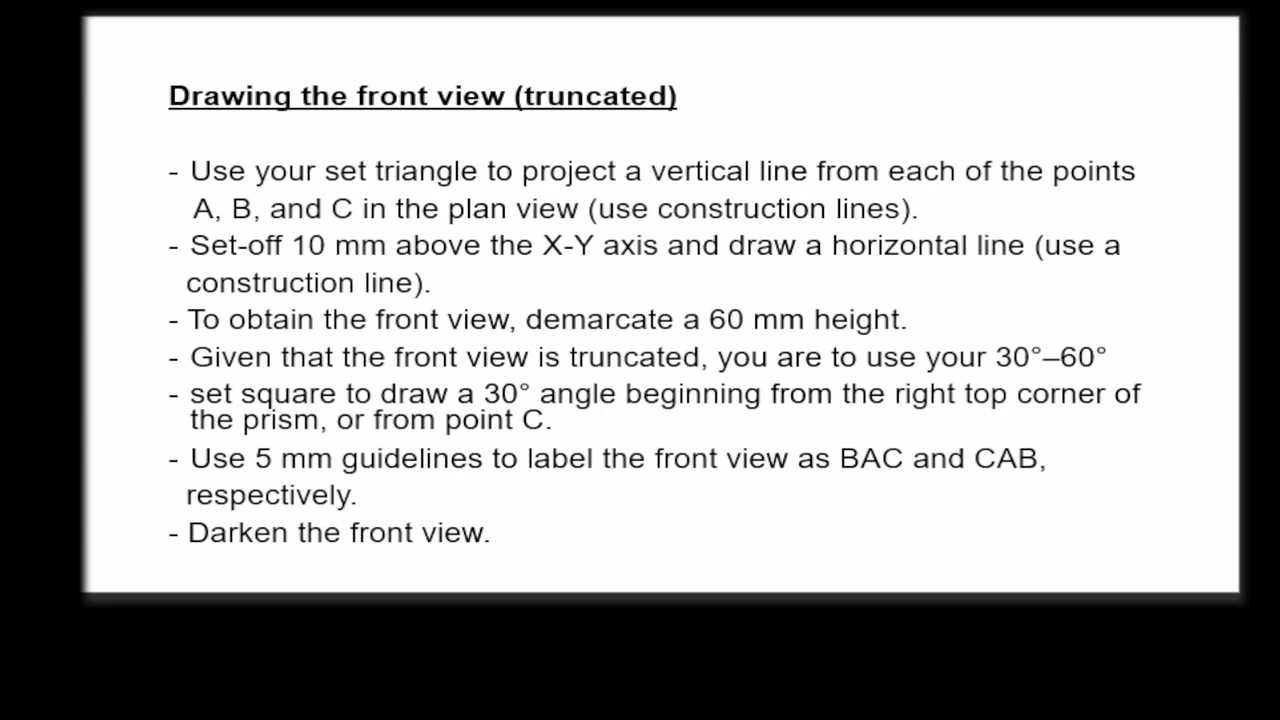 Drawing the front view (truncated)
- Use your set triangle to project a vertical line from each of the points
A, B, and C in the plan view (use construction lines).
- Set-off 10 mm above the X-Y axis and draw a horizontal line (use a
construction line).
- To obtain the front view, demarcate a 60 mm height.
- Given that the front view is truncated, you are to use your 30°–60°
- set square to draw a 30° angle beginning from the right top corner of
the prism, or from point C.
- Use 5 mm guidelines to label the front view as BAC and CAB,
respectively.
- Darken the front view.